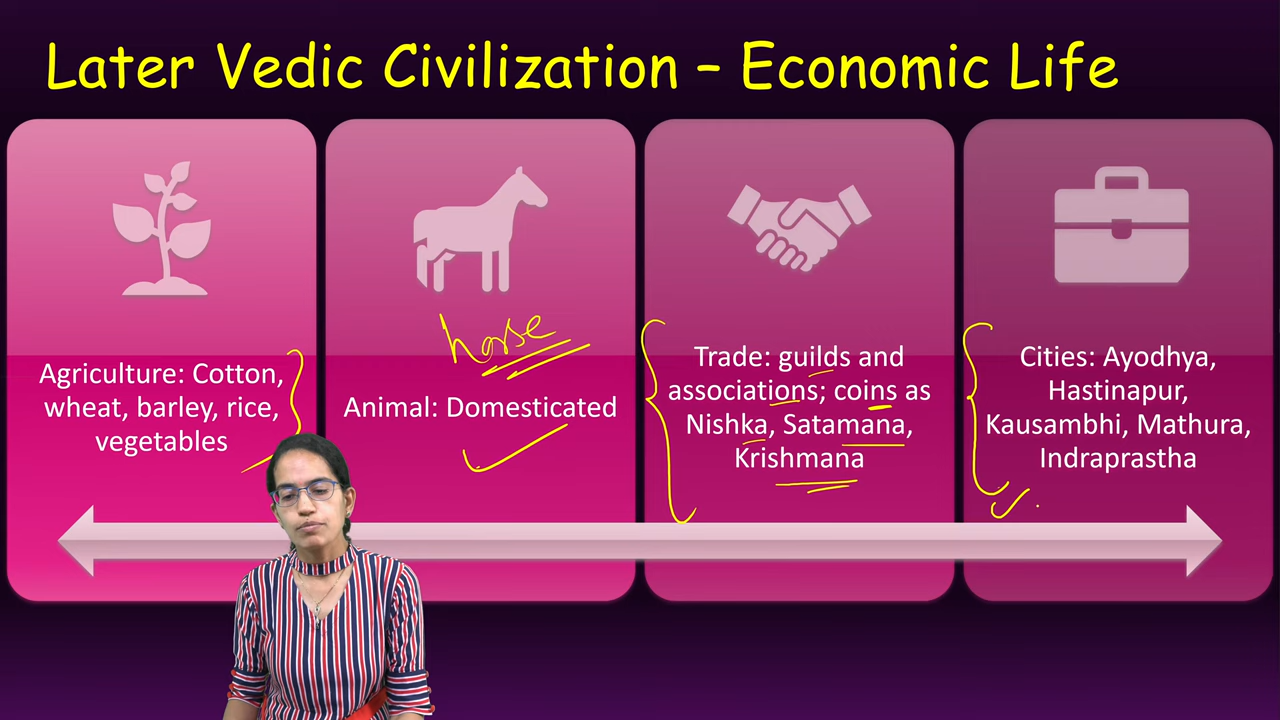 Later Vedic Civilization – Economic Life
Agriculture: Cotton,
wheat, barley, rice,
vegetables
horse
Animal: Domesticated
Trade: guilds and
associations; coins as
Nishka, Satamana,
Krishmana
Cities: Ayodhya,
Hastinapur,
Kausambhi, Mathura,
Indraprastha